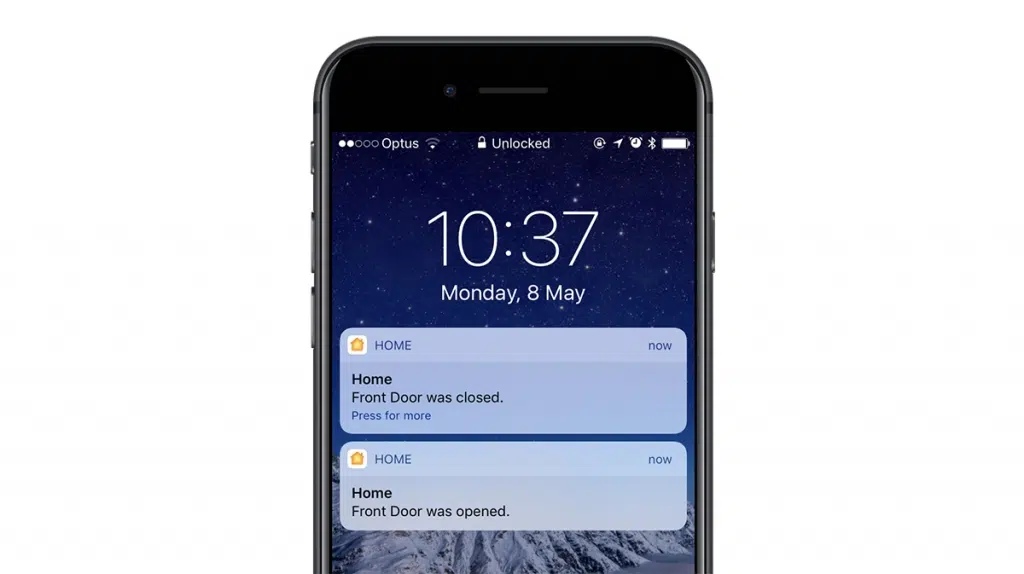 Optus Unlocked
10:37
Monday, 8 May
HOME now
Home
Front Door was closed.
Press for more
HOME now
Home
Front Door was opened.